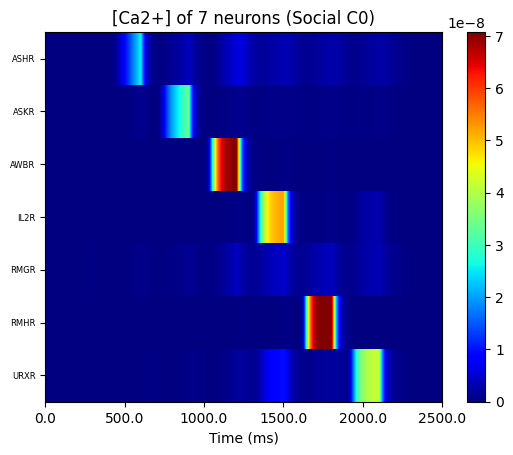 [Ca2+] of 7 neurons (Social C0)
1e−8
ASHR
ASKR
AWBR
IL2R
RMGR
RMHR
URXR
7
6
5
4
3
2
1
0
0.0 500.0 1000.0 1500.0 2000.0 2500.0
Time (ms)